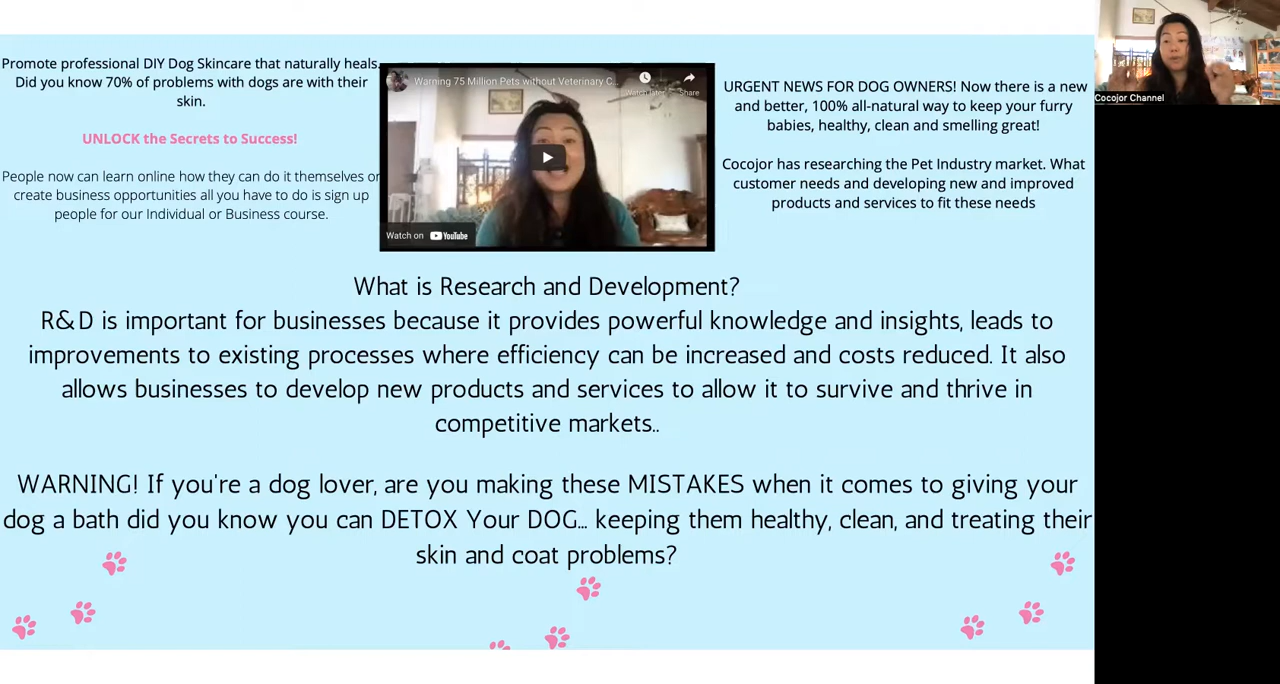 Promote professional DIY Dog Skincare that naturally heals.
Did you know 70% of problems with dogs are with their
skin.
UNLOCK the Secrets to Success!
People now can learn online how they can do it themselves or
create business opportunities all you have to do is sign up
people for our Individual or Business course.
Warning 75 Million Pets without Veterinary C...
Watch later
Share
Watch on YouTube
URGENT NEWS FOR DOG OWNERS! Now there is a new
and better, 100% all-natural way to keep your furry
babies, healthy, clean and smelling great!
Cocojor has researching the Pet Industry market. What
customer needs and developing new and improved
products and services to fit these needs
Cocojor Channel
What is Research and Development?
R&D is important for businesses because it provides powerful knowledge and insights, leads to
improvements to existing processes where efficiency can be increased and costs reduced. It also
allows businesses to develop new products and services to allow it to survive and thrive in
competitive markets..
WARNING! If you're a dog lover, are you making these MISTAKES when it comes to giving your
dog a bath did you know you can DETOX Your DOG... keeping them healthy, clean, and treating their
skin and coat problems?